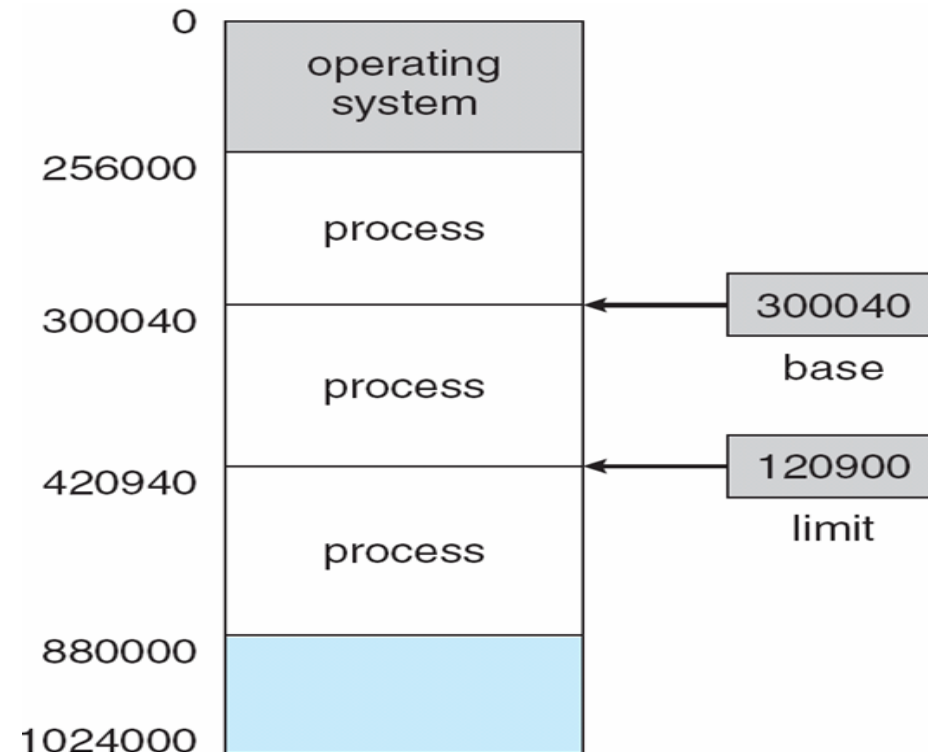 0
operating
system
256000
process
300040
300040
base
process
420940
120900
limit
process
880000
1024000